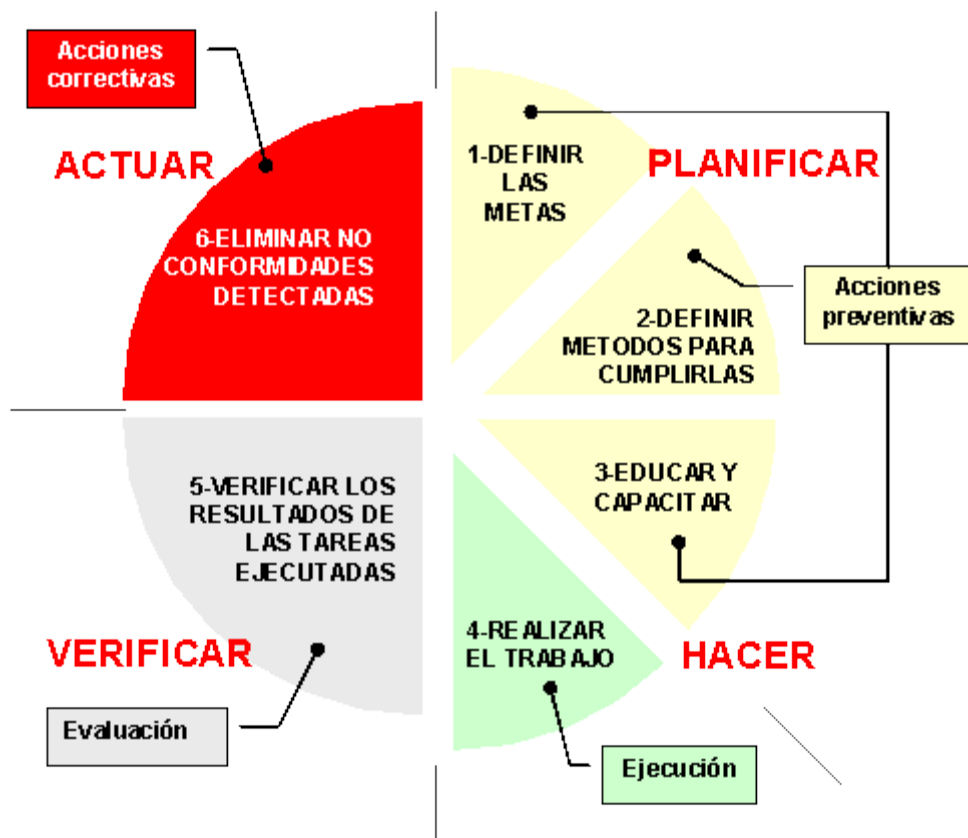 Acciones
correctivas
ACTUAR
6-ELIMINAR NO
CONFORMIDADES
DETECTADAS
1-DEFINIR
LAS
METAS
PLANIFICAR
2-DEFINIR
METODOS PARA
CUMPLIRLAS
Acciones
preventivas
3-EDUCAR Y
CAPACITAR
HACER
4-REALIZAR
EL TRABAJO
Ejecución
5-VERIFICAR LOS
RESULTADOS DE
LAS TAREAS
EJECUTADAS
VERIFICAR
Evaluación